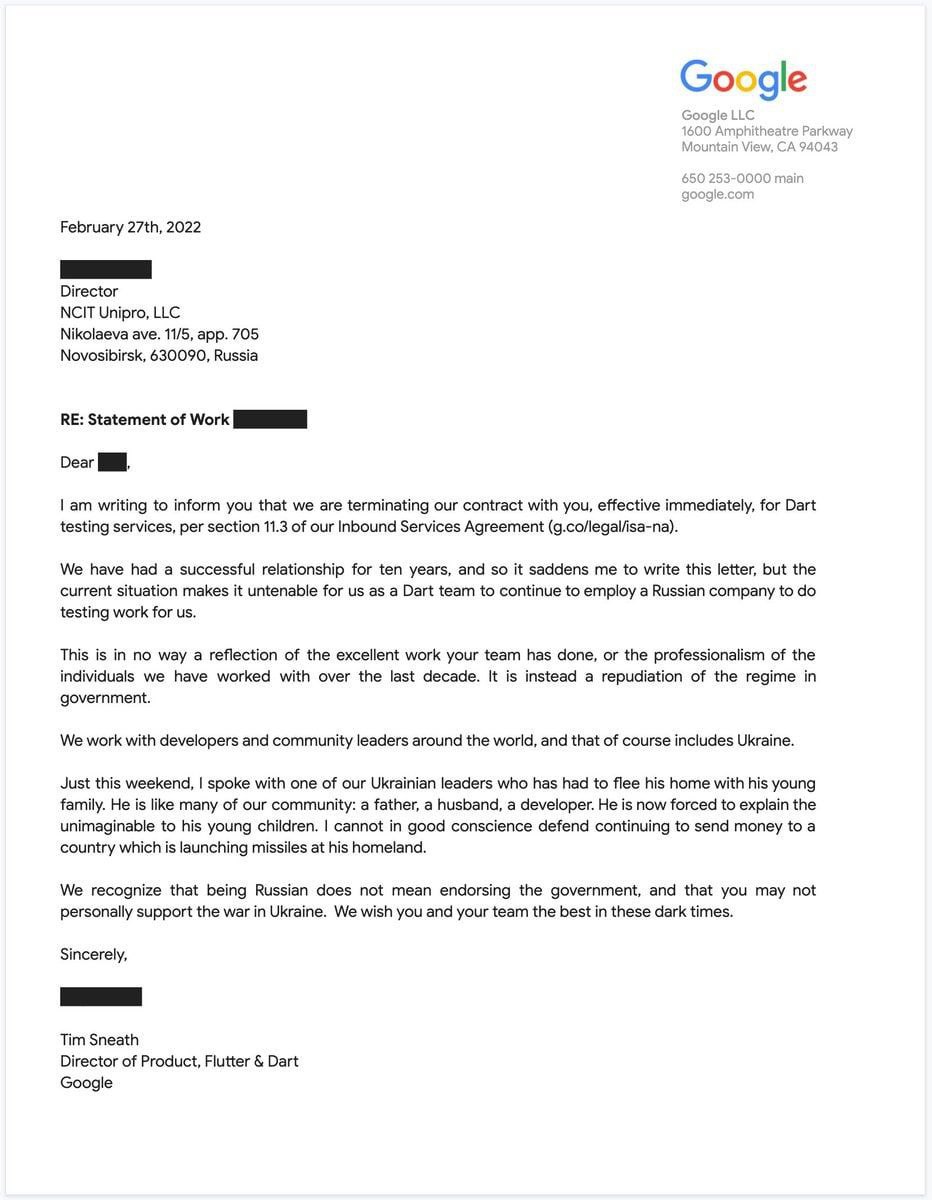 Google
Google LLC
1600 Amphitheatre Parkway
Mountain View, CA 94043
650 253-0000 main
google.com
February 27th, 2022
Director
NCIT Unipro, LLC
Nikolaeva ave. 11/5, app. 705
Novosibirsk, 630090, Russia
RE: Statement of Work
Dear ,
I am writing to inform you that we are terminating our contract with you, effective immediately, for Dart
testing services, per section 11.3 of our Inbound Services Agreement (g.co/legal/isa-na).
We have had a successful relationship for ten years, and so it saddens me to write this letter, but the
current situation makes it untenable for us as a Dart team to continue to employ a Russian company to do
testing work for us.
This is in no way a reflection of the excellent work your team has done, or the professionalism of the
individuals we have worked with over the last decade. It is instead a repudiation of the regime in
government.
We work with developers and community leaders around the world, and that of course includes Ukraine.
Just this weekend, I spoke with one of our Ukrainian leaders who has had to flee his home with his young
family. He is like many of our community: a father, a husband, a developer. He is now forced to explain the
unimaginable to his young children. I cannot in good conscience defend continuing to send money to a
country which is launching missiles at his homeland.
We recognize that being Russian does not mean endorsing the government, and that you may not
personally support the war in Ukraine. We wish you and your team the best in these dark times.
Sincerely,
Tim Sneath
Director of Product, Flutter & Dart
Google